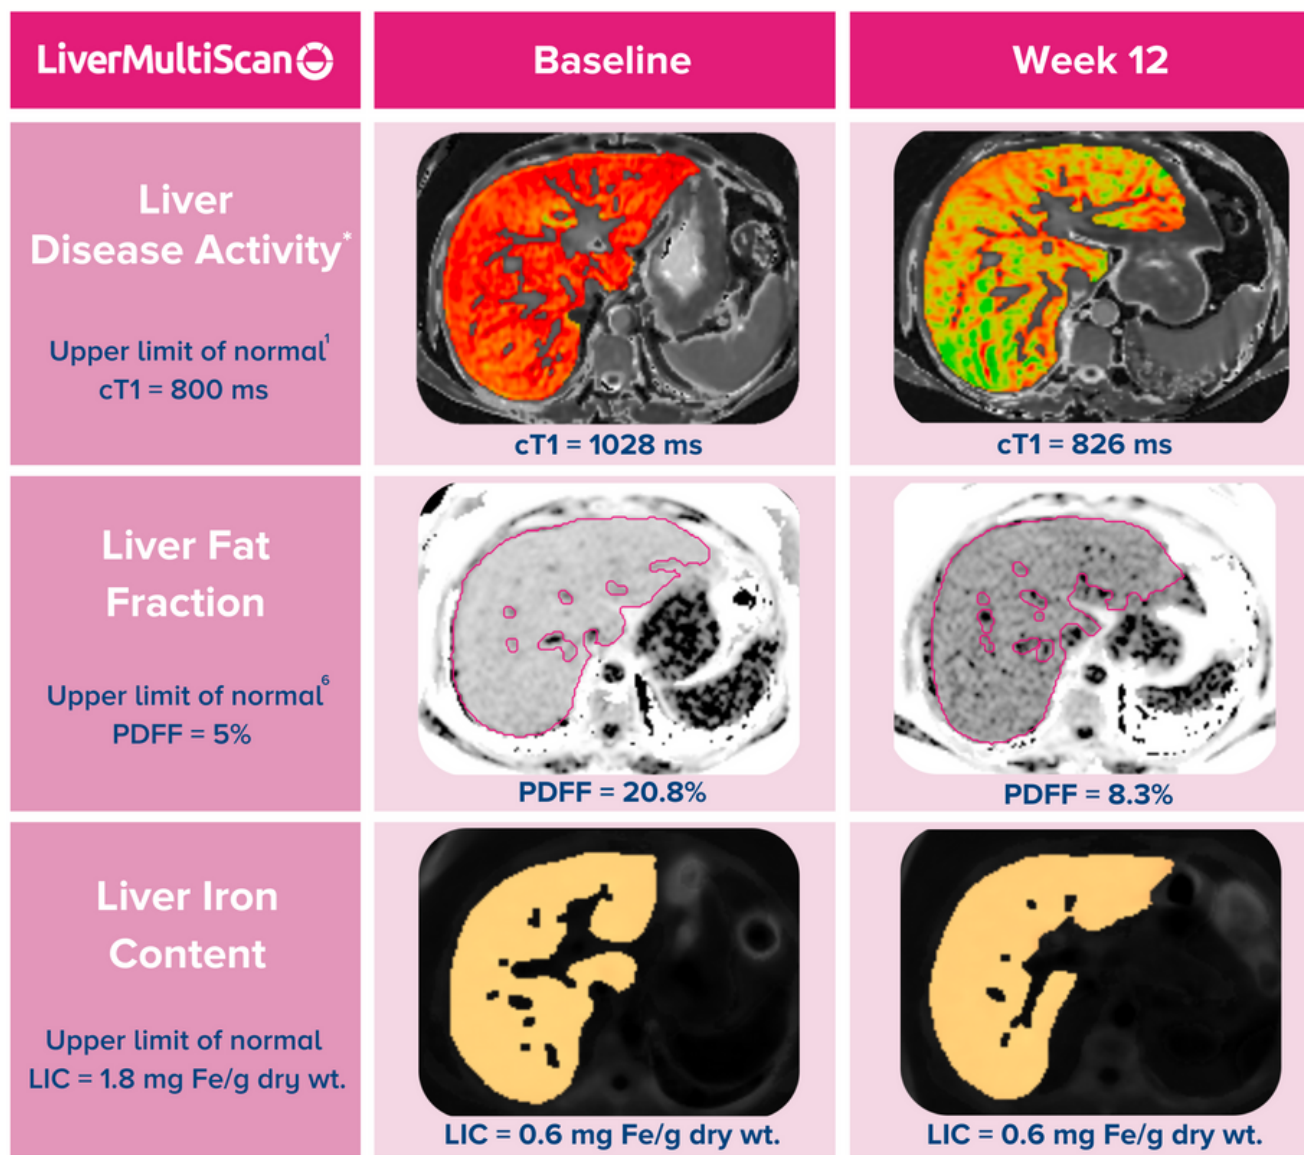 LiverMultiScan
Baseline
Week 12
Liver
Disease Activity*
Upper limit of normal¹
cT1 = 800 ms
cT1 = 1028 ms
cT1 = 826 ms
Liver Fat
Fraction
Upper limit of normal⁶
PDFF = 5%
PDFF = 20.8%
PDFF = 8.3%
Liver Iron
Content
Upper limit of normal
LIC = 1.8 mg Fe/g dry wt.
LIC = 0.6 mg Fe/g dry wt.
LIC = 0.6 mg Fe/g dry wt.